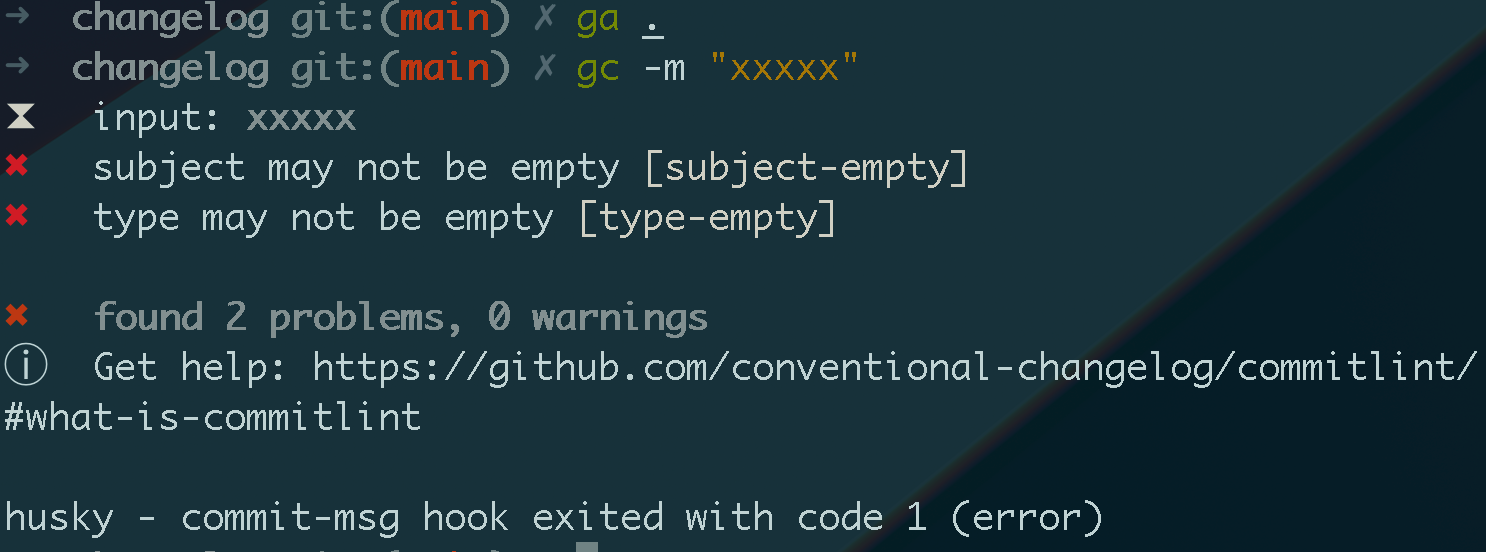 ➜ changelog git:(main) ✗ ga .
➜ changelog git:(main) ✗ gc -m "xxxxx"
⧗ input: xxxxx
✖ subject may not be empty [subject-empty]
✖ type may not be empty [type-empty]
✖ found 2 problems, 0 warnings
ⓘ Get help: https://github.com/conventional-changelog/commitlint/
#what-is-commitlint
husky - commit-msg hook exited with code 1 (error)